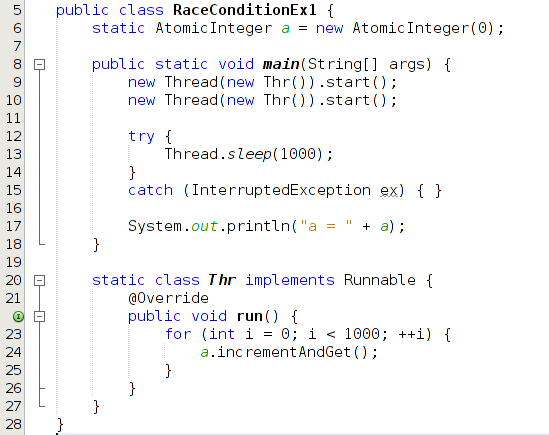 5 public class RaceConditionEx1 {
6 static AtomicInteger a = new AtomicInteger(0);
7
8 public static void main(String[] args) {
9 new Thread(new Thr()).start();
10 new Thread(new Thr()).start();
11
12 try {
13 Thread.sleep(1000);
14 }
15 catch (InterruptedException ex) { }
16
17 System.out.println("a = " + a);
18 }
19
20 static class Thr implements Runnable {
21 @Override
public void run() {
23 for (int i = 0; i < 1000; ++i) {
24 a.incrementAndGet();
25 }
26 }
27 }
28 }